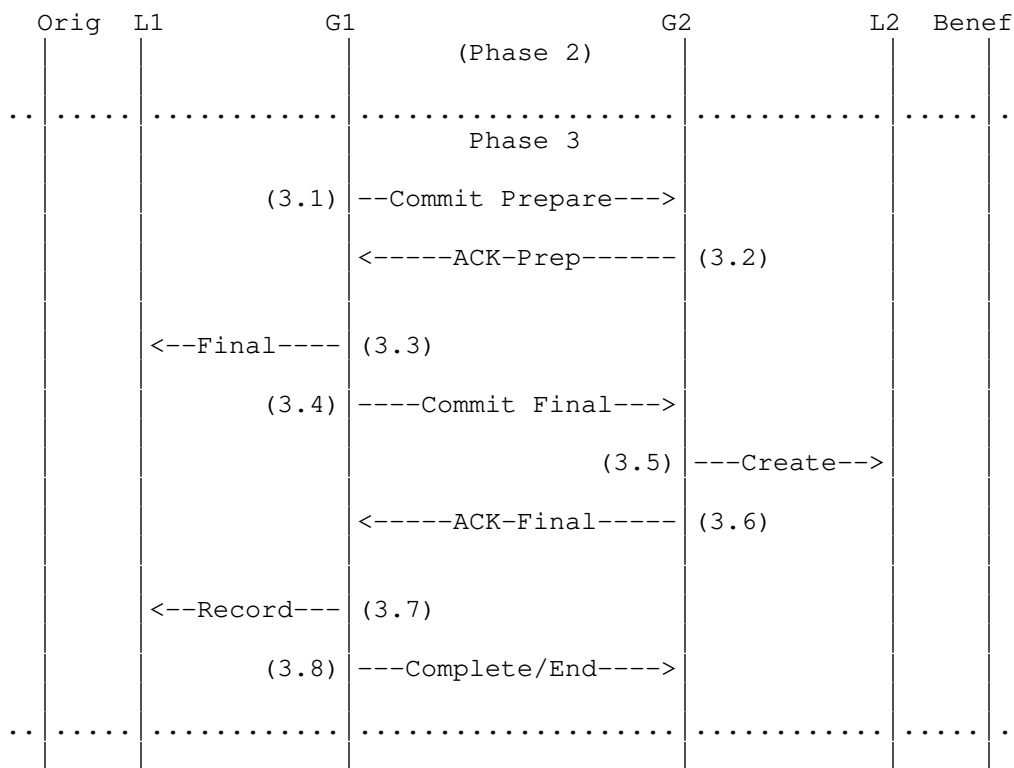 Orig L1 G1 G2 L2 Benef
(Phase 2)
Phase 3
(3.1) --Commit Prepare--->
<-----ACK-Prep------ (3.2)
<--Final---- (3.3)
(3.4) ----Commit Final--->
(3.5) ---Create-->
<-----ACK-Final----- (3.6)
<--Record--- (3.7)
(3.8) ---Complete/End---->